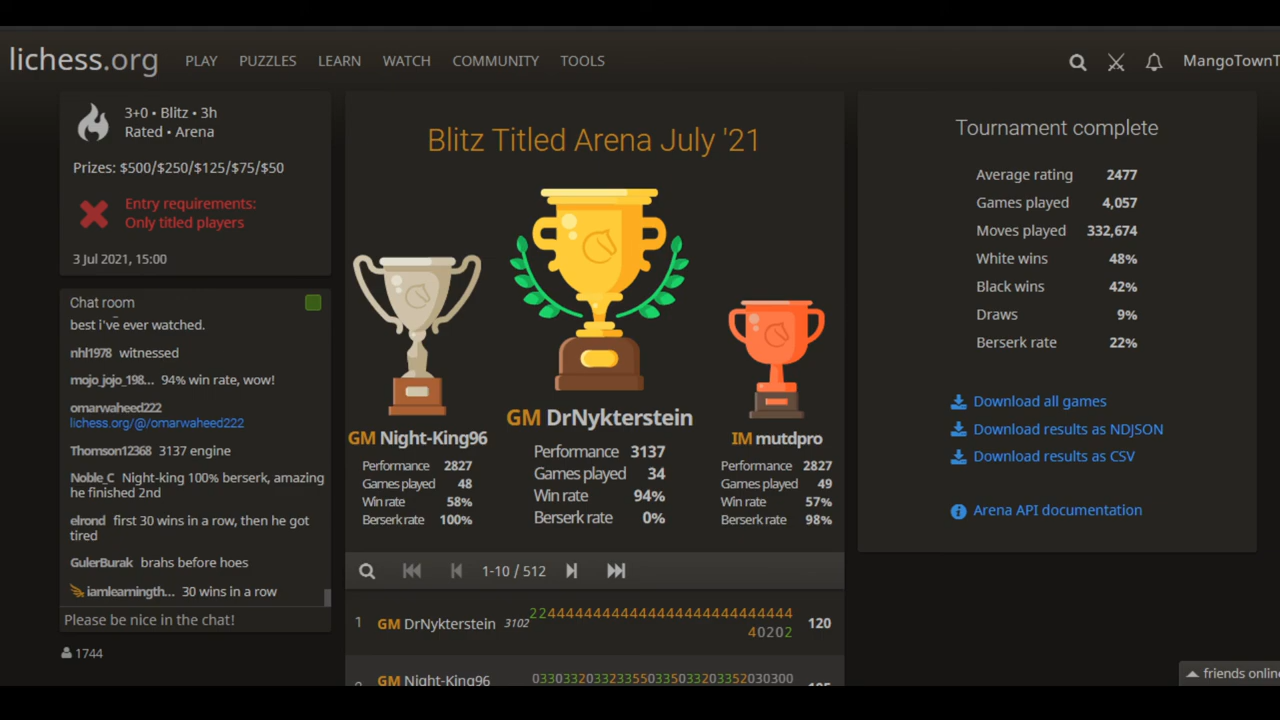 lichess.org PLAY PUZZLES LEARN WATCH COMMUNITY TOOLS MangoTownT
3+0 • Blitz • 3h
Rated • Arena
Prizes: $500/$250/$125/$75/$50
Entry requirements:
Only titled players
3 Jul 2021, 15:00
Chat room
best i've ever watched.
nhl1978 witnessed
mojo_jojo_198... 94% win rate, wow!
omarwaheed222
lichess.org/@/omarwaheed222
Thomson12368 3137 engine
Noble_C Night-king 100% berserk, amazing
he finished 2nd
elrond first 30 wins in a row, then he got
tired
GulerBurak brahs before hoes
iamlearningth... 30 wins in a row
Please be nice in the chat!
1744
Blitz Titled Arena July '21
GM Night-King96
Performance 2827
Games played 48
Win rate 58%
Berserk rate 100%
GM DrNykterstein
Performance 3137
Games played 34
Win rate 94%
Berserk rate 0%
IM mutdpro
Performance 2827
Games played 49
Win rate 57%
Berserk rate 98%
1-10 / 512
1 GM DrNykterstein 3102 22444444444444444444444444444 120
40202
GM Night-King96
Tournament complete
Average rating 2477
Games played 4,057
Moves played 332,674
White wins 48%
Black wins 42%
Draws 9%
Berserk rate 22%
Download all games
Download results as NDJSON
Download results as CSV
Arena API documentation
friends onlin